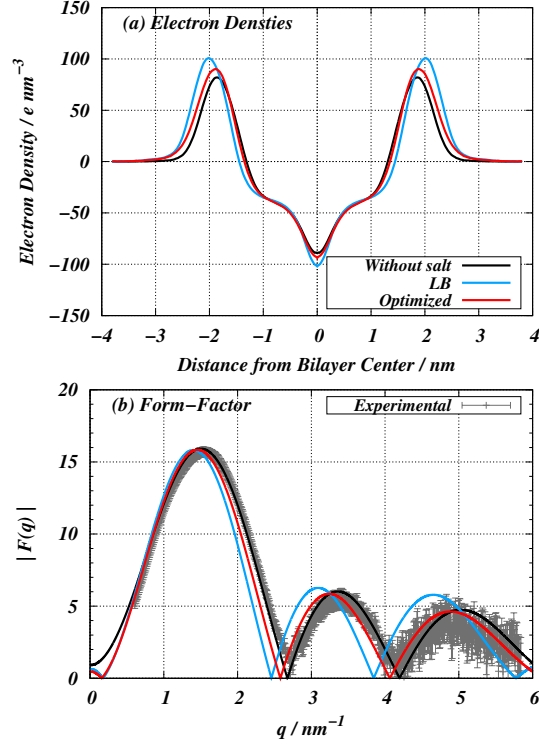 (a) Electron Densties
Electron Density / e nm⁻³
150
100
50
0
−50
−100
−150
Without salt
LB
Optimized
−4 −3 −2 −1 0 1 2 3 4
Distance from Bilayer Center / nm
(b) Form−Factor
Experimental
| F(q) |
20
15
10
5
0
0 1 2 3 4 5 6
q / nm⁻¹